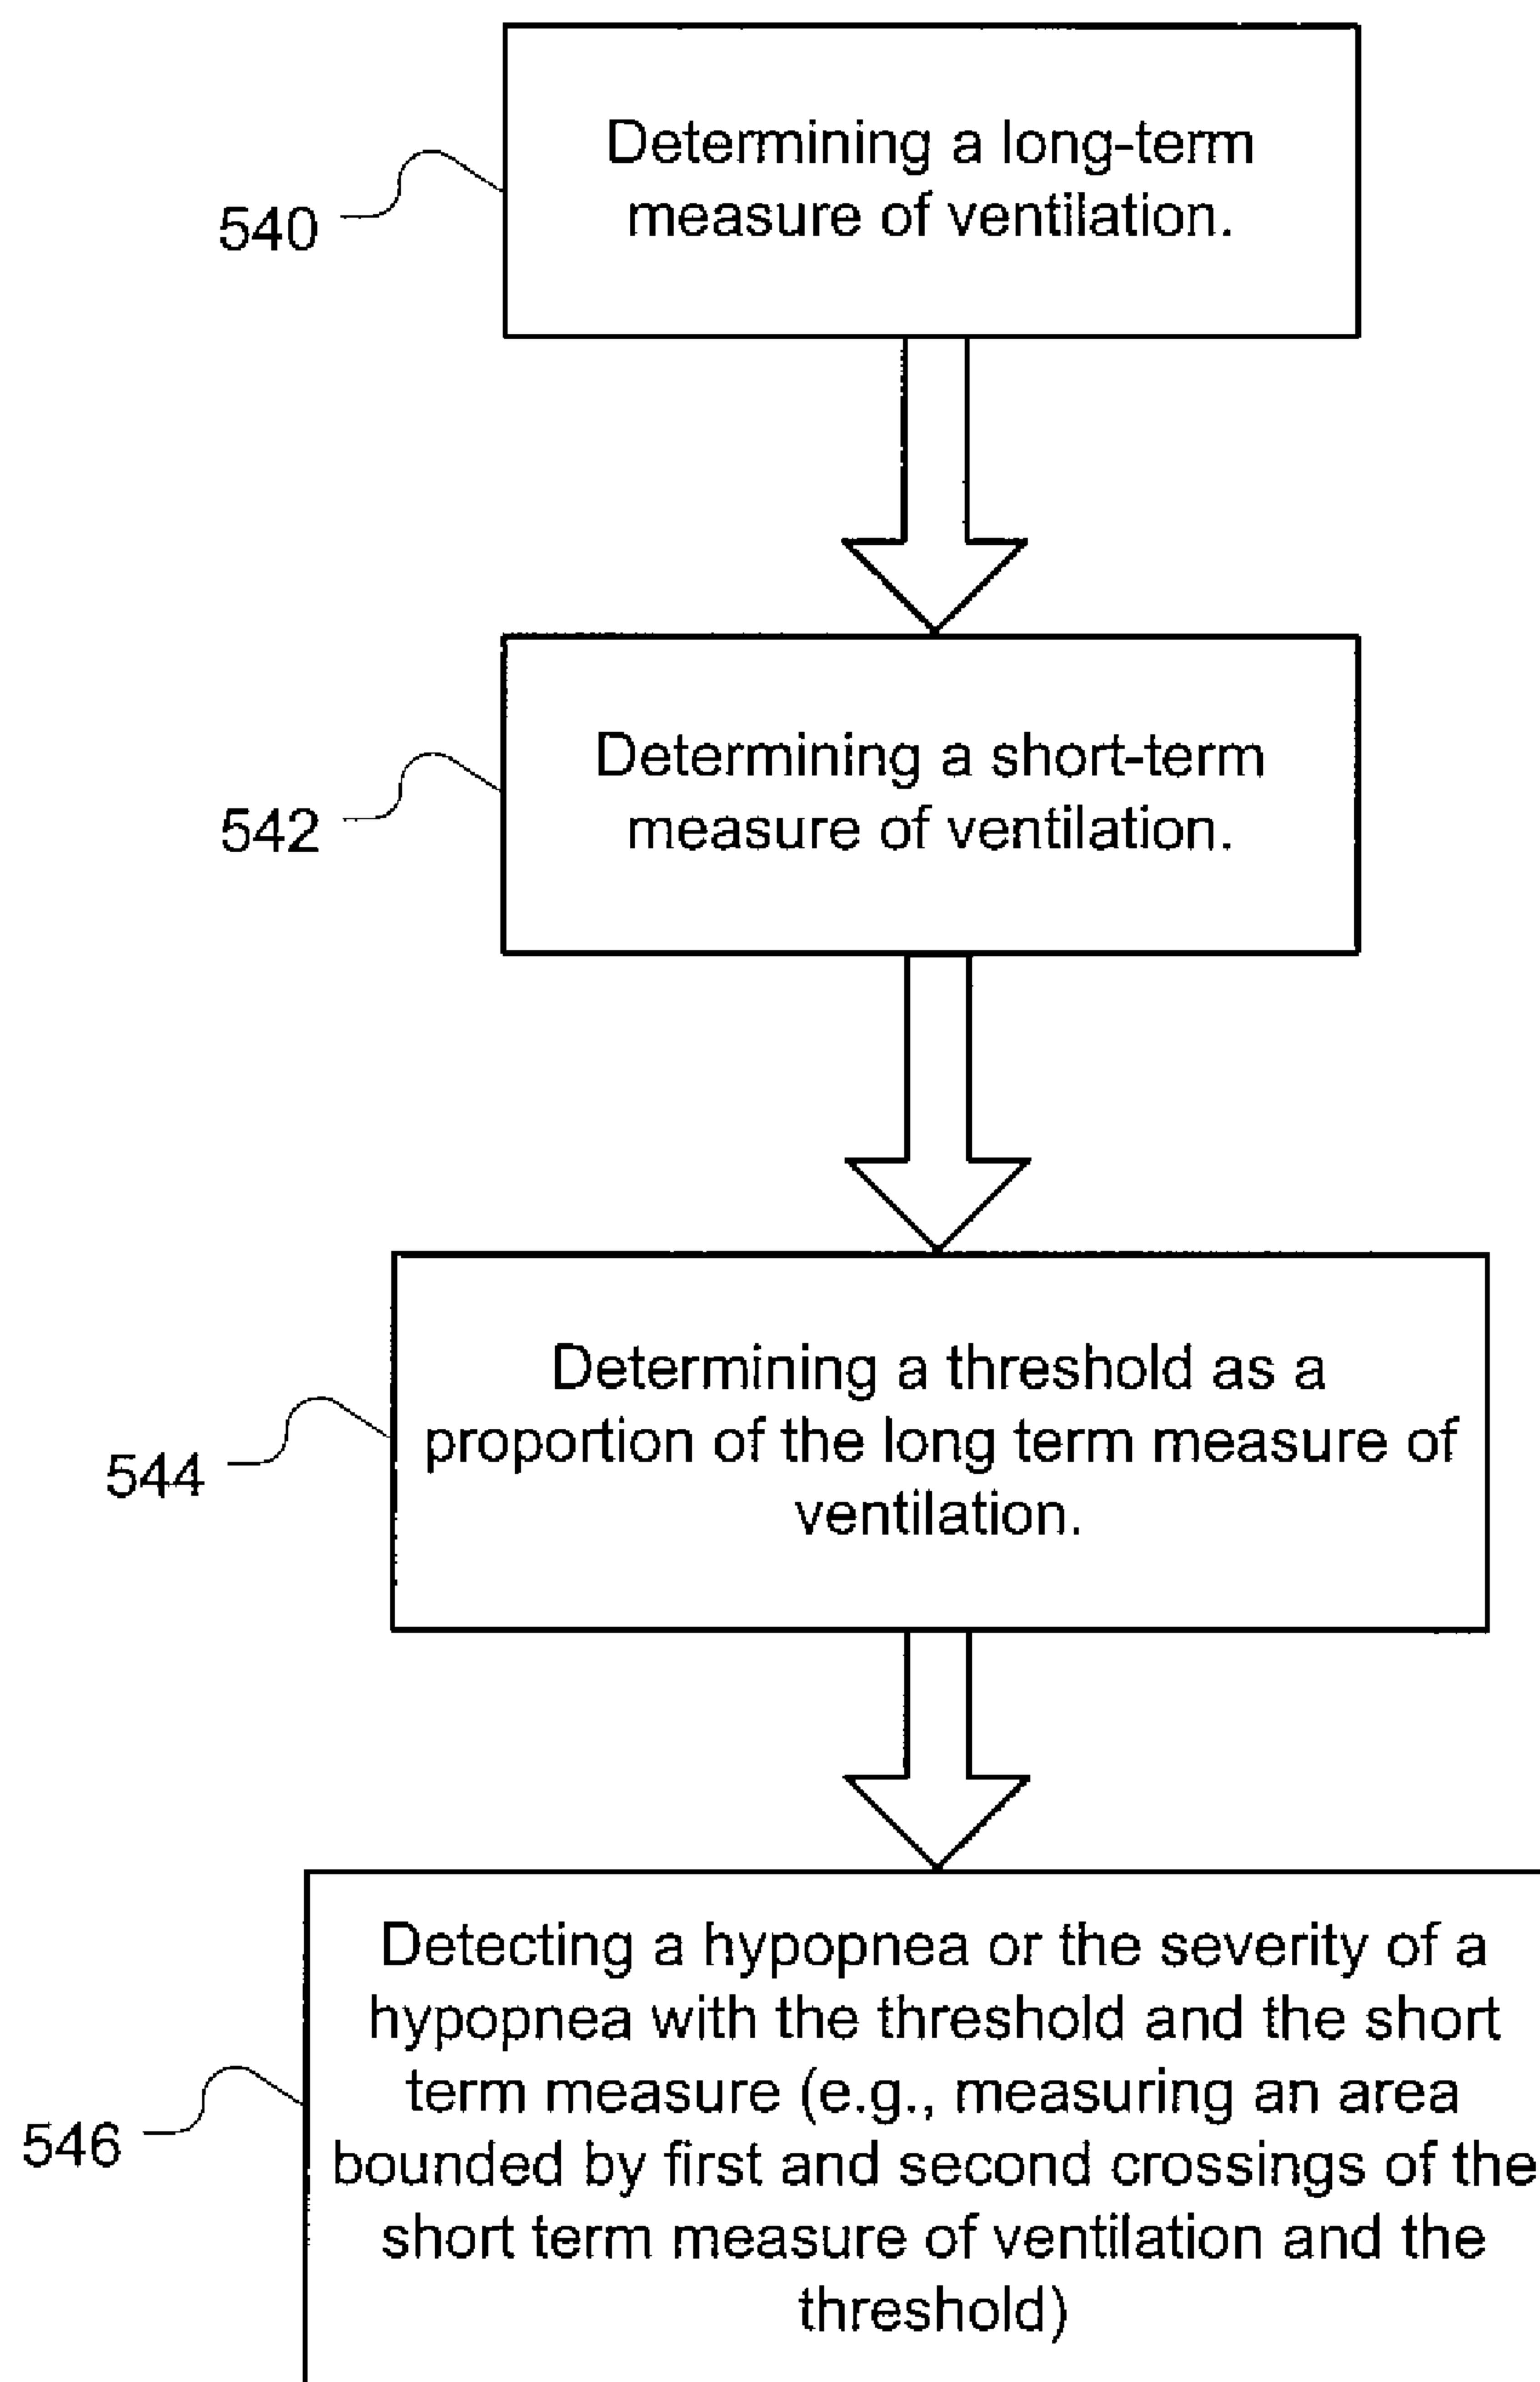 Determining a long-term
measure of ventilation.
540
Determining a short-term
measure of ventilation.
542
Determining a threshold as a
proportion of the long term measure of
ventilation.
544
Detecting a hypopnea or the severity of a
hypopnea with the threshold and the short
term measure (e.g., measuring an area
bounded by first and second crossings of the
short term measure of ventilation and the
threshold)
546